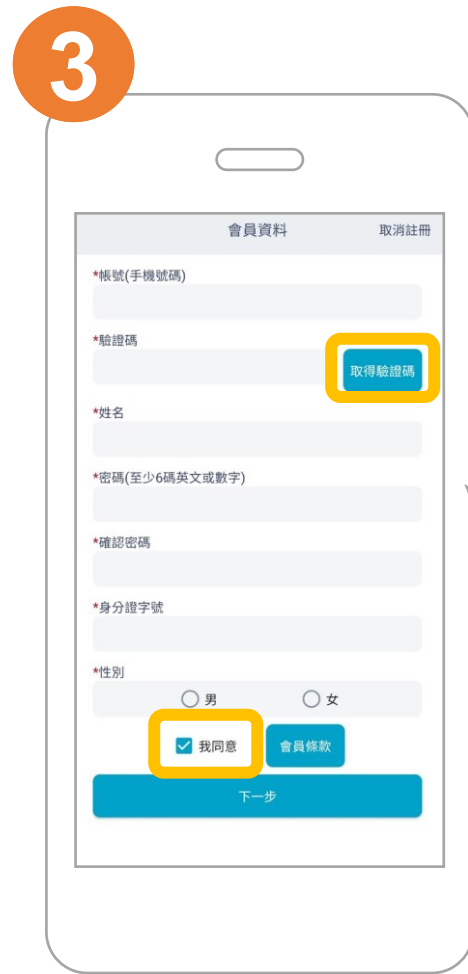 3
會員資料 取消註冊
*帳號(手機號碼)
*驗證碼
取得驗證碼
*姓名
*密碼(至少6碼英文或數字)
*確認密碼
*身分證字號
*性別
男 女
我同意 會員條款
下一步